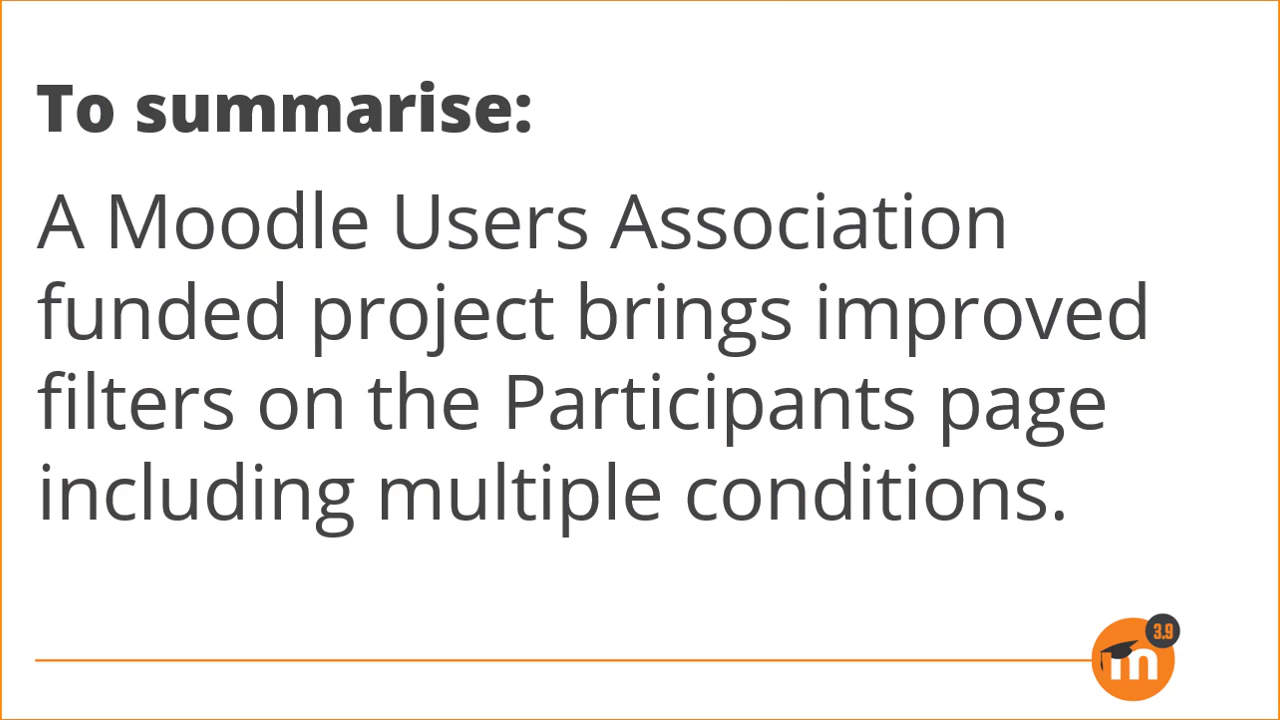 To summarise:
A Moodle Users Association
funded project brings improved
filters on the Participants page
including multiple conditions.
3.9
m